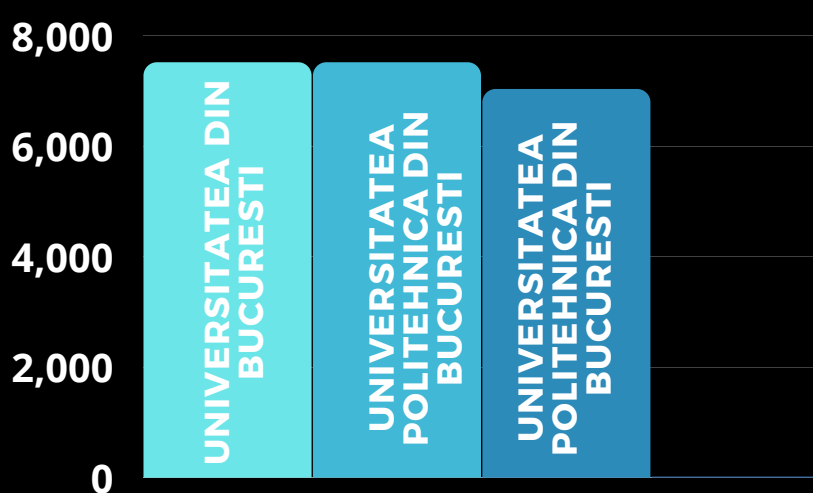 8,000
6,000
4,000
2,000
0
UNIVERSITATEA DIN
BUCURESTI
UNIVERSITATEA
POLITEHNICA DIN
BUCURESTI
UNIVERSITATEA
POLITEHNICA DIN
BUCURESTI